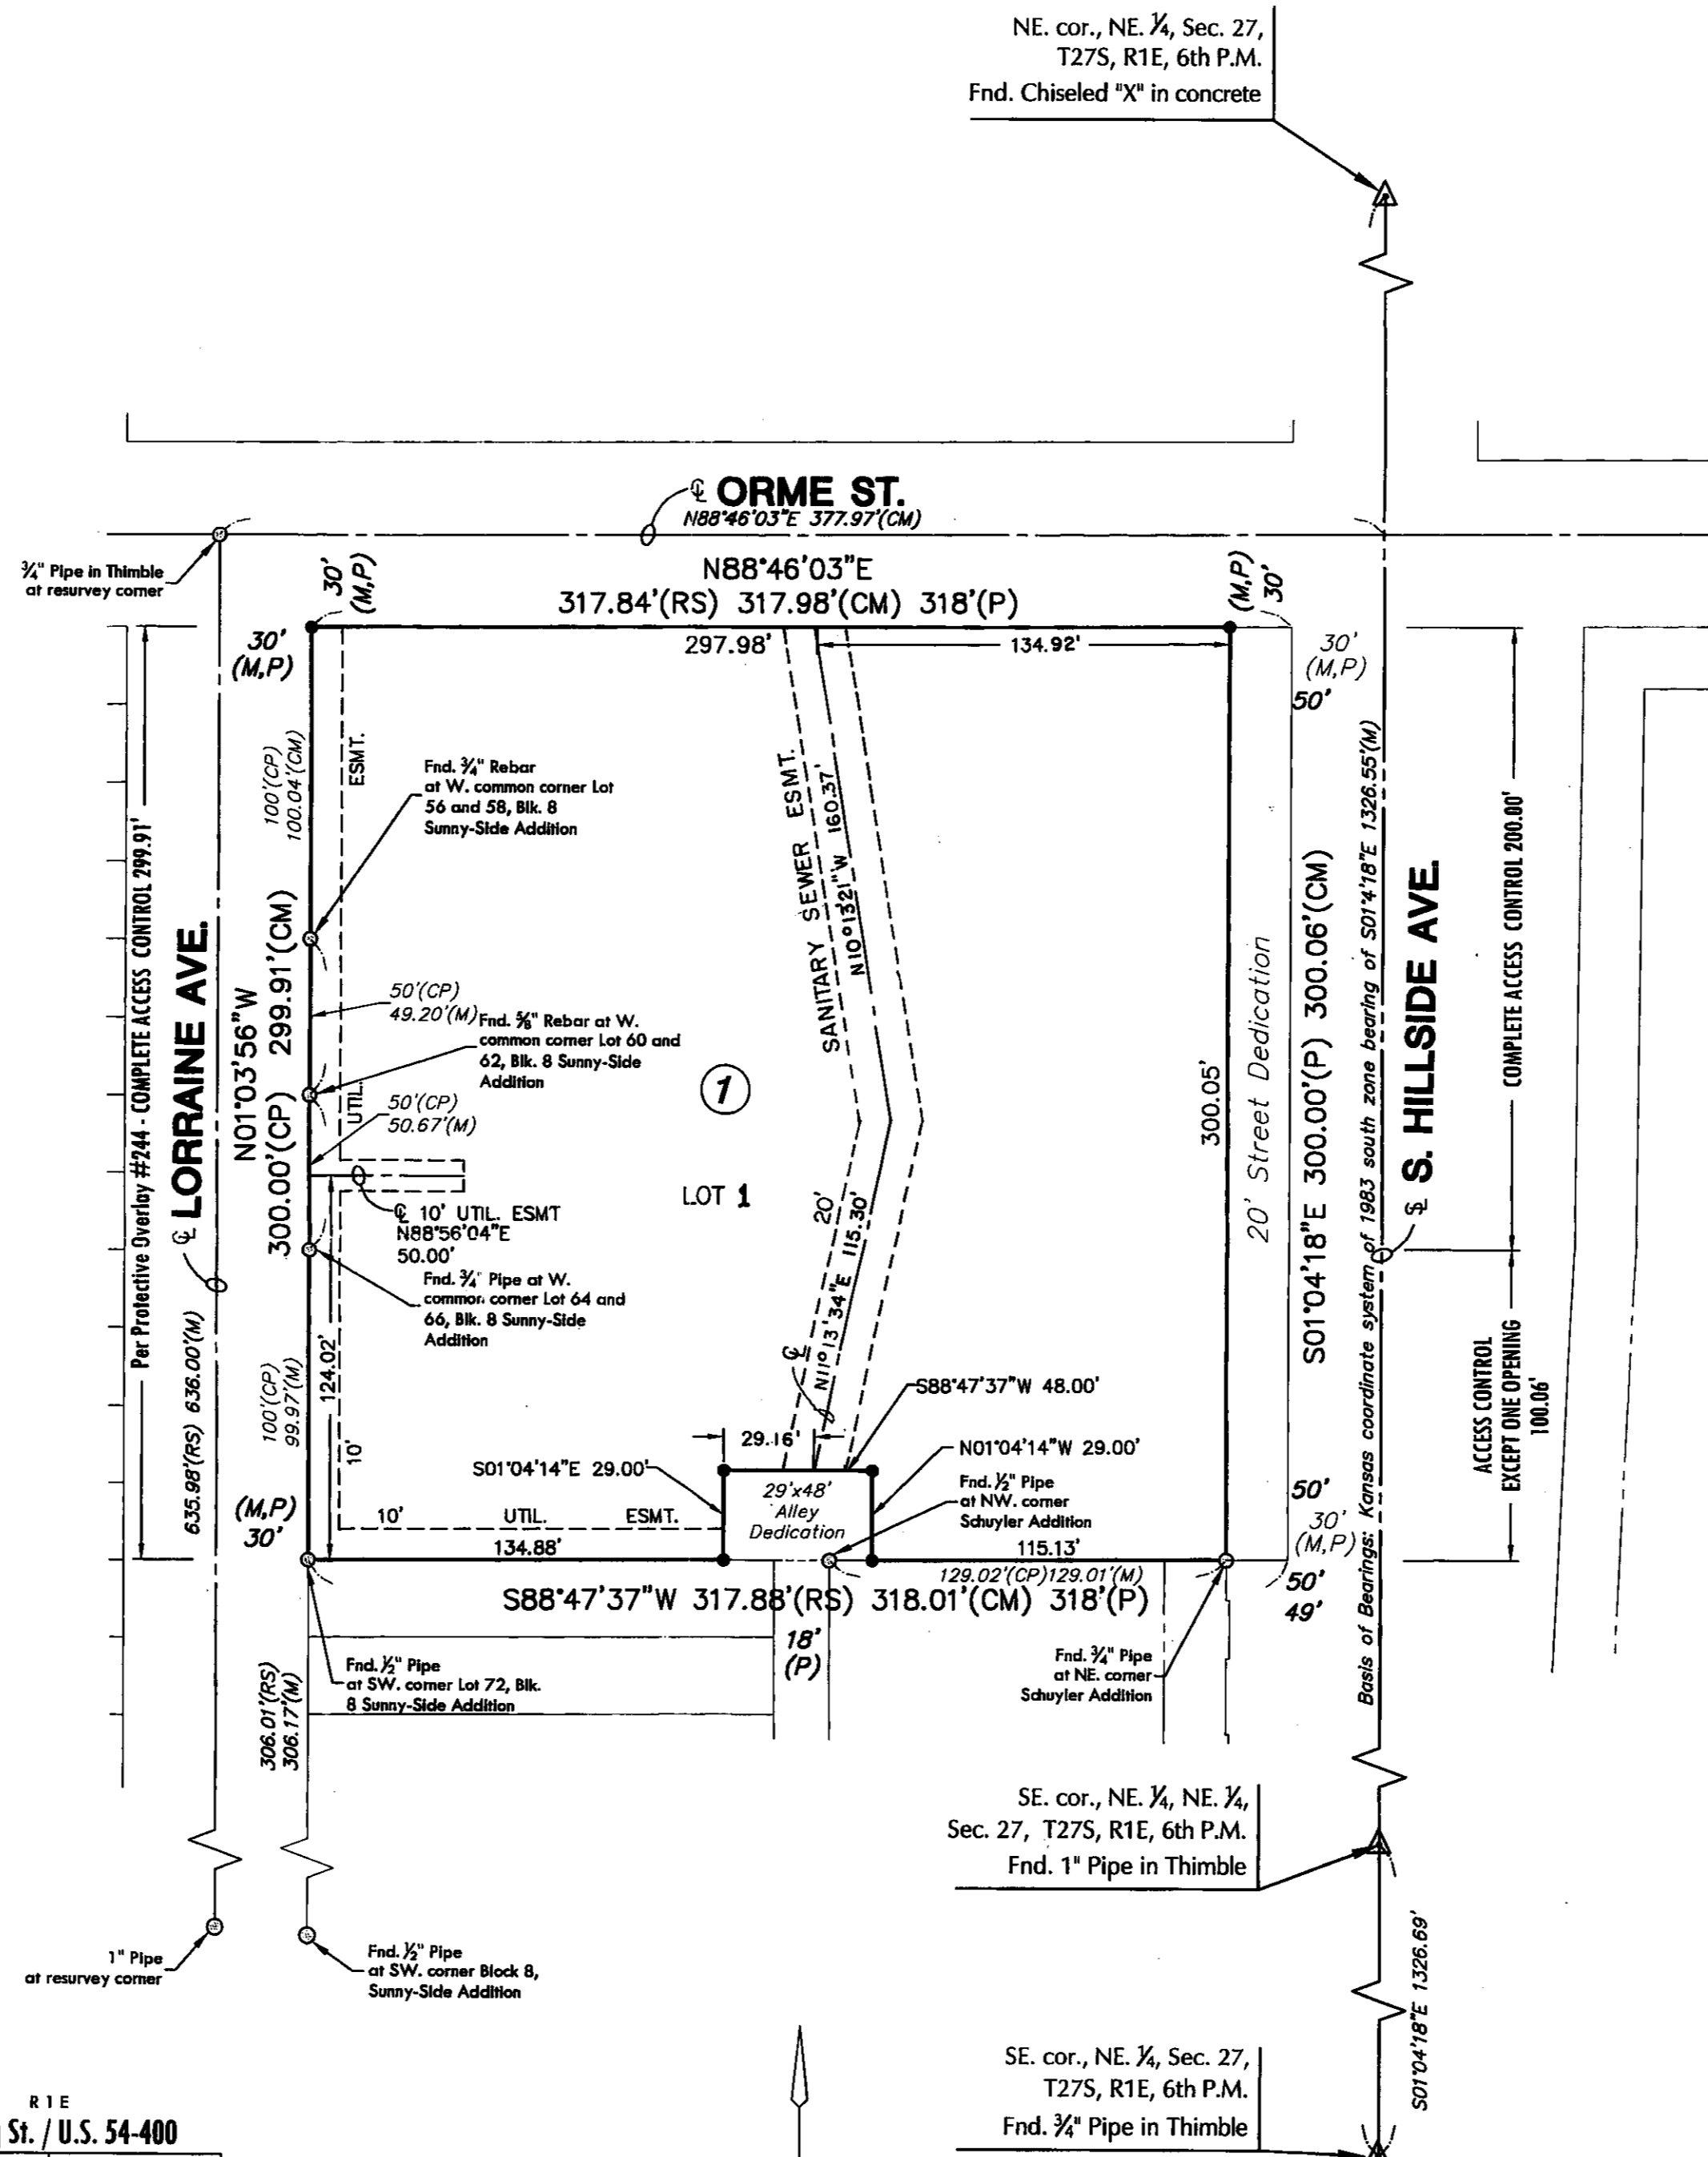 NE. cor., NE. ¼, Sec. 27,
T27S, R1E, 6th P.M.
Fnd. Chiseled "X" in concrete
℄ ORME ST.
N88°46'03"E 377.97'(CM)
¾" Pipe in Thimble
at resurvey corner
30'
(M,P)
N88°46'03"E
317.84'(RS) 317.98'(CM) 318'(P)
(M,P)
30'
30'
(M,P)
297.98'
134.92'
30'
(M,P)
50'
Per Protective Overlay #244 - COMPLETE ACCESS CONTROL 299.91'
℄ LORRAINE AVE.
635.98'(RS) 636.00'(M)
N01°03'56"W
300.00'(CP) 299.91'(CM)
100'(CP)
100.04'(CM)
ESMT.
UTIL.
Fnd. ¾" Rebar
at W. common corner Lot
56 and 58, Blk. 8
Sunny-Side Addition
50'(CP)
49.20'(M)
Fnd. ⅝" Rebar at W.
common corner Lot 60 and
62, Blk. 8 Sunny-Side
Addition
50'(CP)
50.67'(M)
℄ 10' UTIL. ESMT
N88°56'04"E
50.00'
Fnd. ¾" Pipe at W.
common corner Lot 64 and
66, Blk. 8 Sunny-Side
Addition
124.02'
100'(CP)
99.97'(M)
10'
(M,P)
30'
SANITARY SEWER ESMT.
N10°13'21"W 160.37'
1
LOT 1
20'
N11°13'34"E 115.30'
℄
300.05'
20' Street Dedication
S01°04'18"E 300.00'(P) 300.06'(CM)
Basis of Bearings: Kansas coordinate system of 1983 south zone bearing of S01°4'18"E 1326.55'(M)
℄ S. HILLSIDE AVE.
COMPLETE ACCESS CONTROL 200.00'
ACCESS CONTROL
EXCEPT ONE OPENING
100.06'
S88°47'37"W 48.00'
29.16'
S01°04'14"E 29.00'
N01°04'14"W 29.00'
29'x48'
Alley
Dedication
Fnd. ½" Pipe
at NW. corner
Schuyler Addition
10' UTIL. ESMT.
134.88'
115.13'
129.02'(CP)129.01'(M)
S88°47'37"W 317.88'(RS) 318.01'(CM) 318'(P)
50'
30'
(M,P)
50'
49'
18'
(P)
Fnd. ½" Pipe
at SW. corner Lot 72, Blk.
8 Sunny-Side Addition
Fnd. ¾" Pipe
at NE. corner
Schuyler Addition
306.01'(RS)
306.17'(M)
SE. cor., NE. ¼, NE. ¼,
Sec. 27, T27S, R1E, 6th P.M.
Fnd. 1" Pipe in Thimble
1" Pipe
at resurvey corner
Fnd. ½" Pipe
at SW. corner Block 8,
Sunny-Side Addition
S01°04'18"E 1326.69'
SE. cor., NE. ¼, Sec. 27,
T27S, R1E, 6th P.M.
Fnd. ¾" Pipe in Thimble
R 1 E
St. / U.S. 54-400